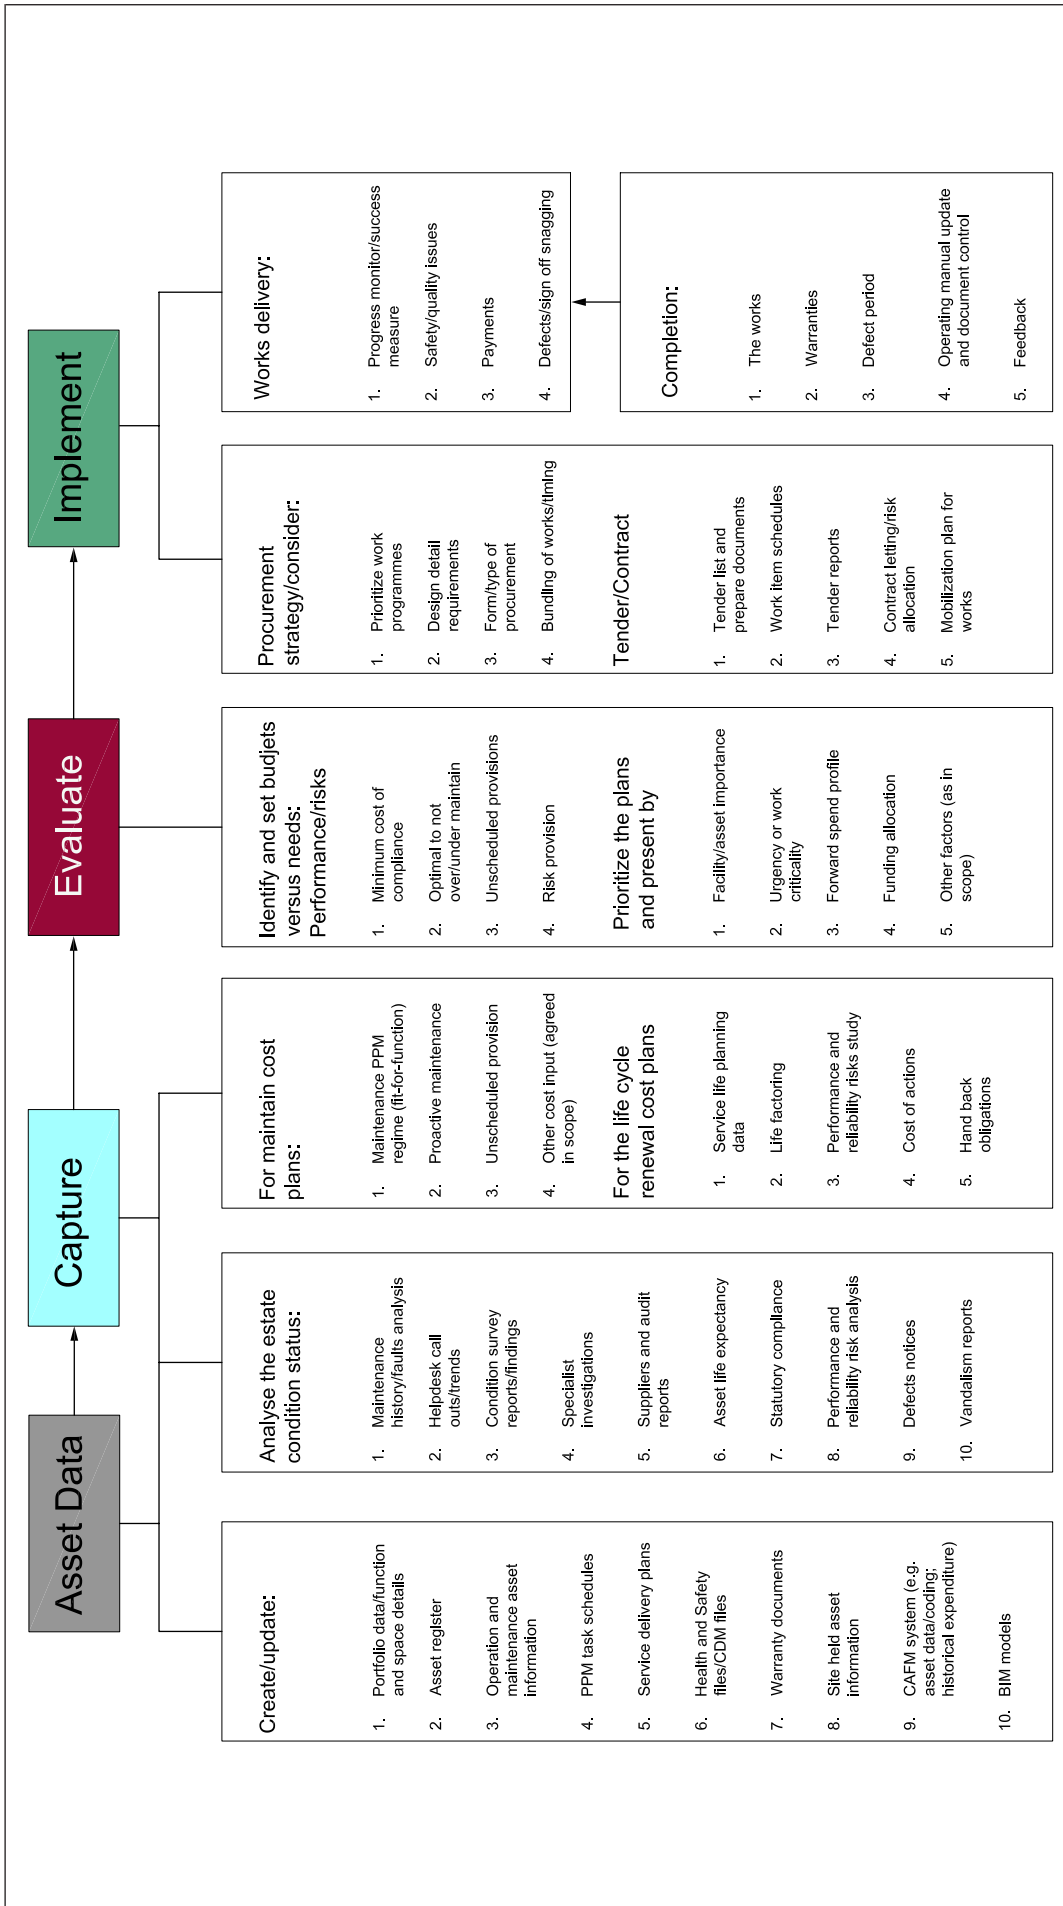 Asset Data
Capture
Evaluate
Implement
Create/update:
1. Portfolio data/function
and space details
2. Asset register
3. Operation and
maintenance asset
information
4. PPM task schedules
5. Service delivery plans
6. Health and Safety
files/CDM files
7. Warranty documents
8. Site held asset
information
9. CAFM system (e.g.
asset data/coding;
historical expenditure)
10. BIM models
Analyse the estate
condition status:
1. Maintenance
history/faults analysis
2. Helpdesk call
outs/trends
3. Condition survey
reports/findings
4. Specialist
investigations
5. Suppliers and audit
reports
6. Asset life expectancy
7. Statutory compliance
8. Performance and
reliability risk analysis
9. Defects notices
10. Vandalism reports
For maintain cost
plans:
1. Maintenance PPM
regime (fit-for-function)
2. Proactive maintenance
3. Unscheduled provision
4. Other cost input (agreed
in scope)
For the life cycle
renewal cost plans
1. Service life planning
data
2. Life factoring
3. Performance and
reliability risks study
4. Cost of actions
5. Hand back
obligations
Identify and set budjets
versus needs:
Performance/risks
1. Minimum cost of
compliance
2. Optimal to not
over/under maintain
3. Unscheduled provisions
4. Risk provision
Prioritize the plans
and present by
1. Facility/asset importance
2. Urgency or work
criticality
3. Forward spend profile
4. Funding allocation
5. Other factors (as in
scope)
Procurement
strategy/consider:
1. Prioritize work
programmes
2. Design detail
requirements
3. Form/type of
procurement
4. Bundling of works/timing
Tender/Contract
1. Tender list and
prepare documents
2. Work item schedules
3. Tender reports
4. Contract letting/risk
allocation
5. Mobilization plan for
works
Works delivery:
1. Progress monitor/success
measure
2. Safety/quality issues
3. Payments
4. Defects/sign off snagging
Completion:
1. The works
2. Warranties
3. Defect period
4. Operating manual update
and document control
5. Feedback